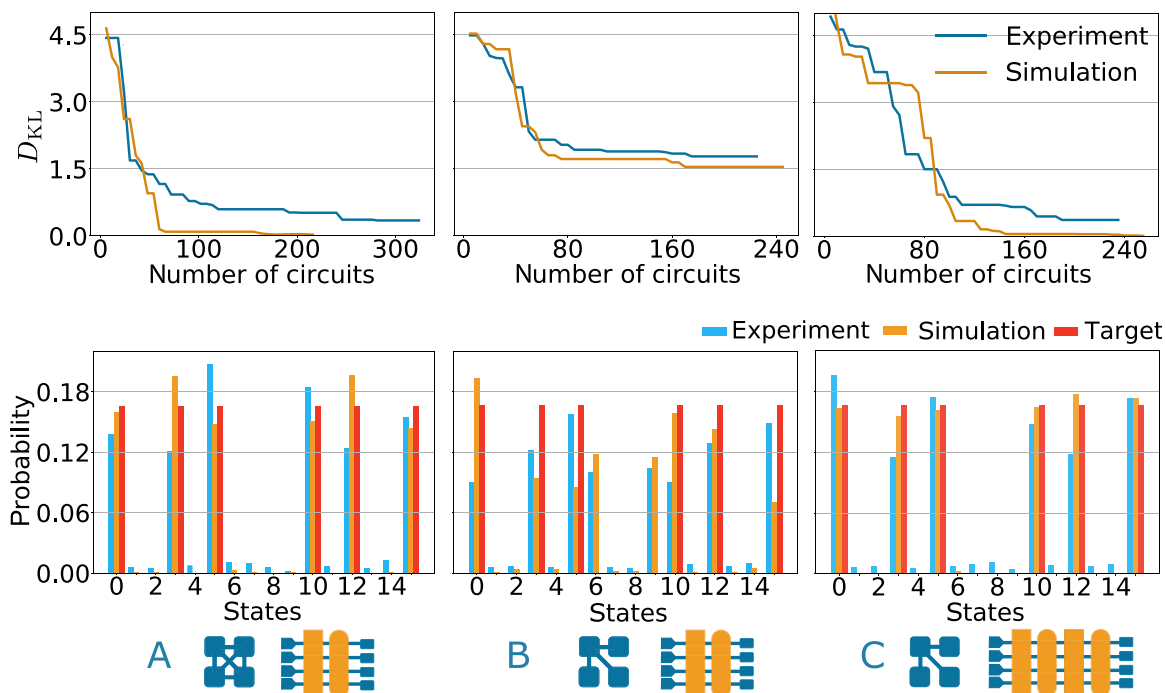 4.5
3.0
1.5
0.0
D_KL
0 100 200 300
Number of circuits
0 80 160 240
Number of circuits
0 80 160 240
Number of circuits
Experiment
Simulation
Experiment Simulation Target
0.18
0.12
0.06
0.00
Probability
0 2 4 6 8 10 12 14
States
0 2 4 6 8 10 12 14
States
0 2 4 6 8 10 12 14
States
A B C